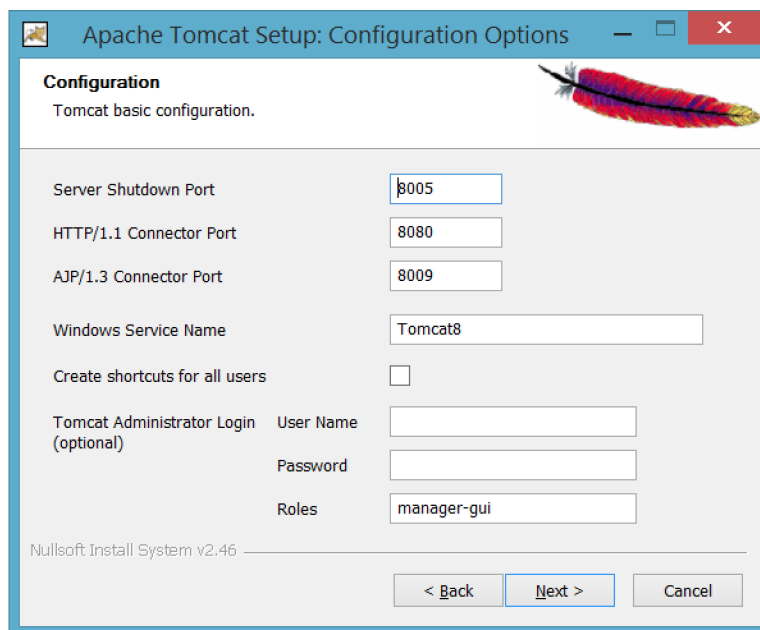 Apache Tomcat Setup: Configuration Options
Configuration
Tomcat basic configuration.
Server Shutdown Port 8005
HTTP/1.1 Connector Port 8080
AJP/1.3 Connector Port 8009
Windows Service Name Tomcat8
Create shortcuts for all users
Tomcat Administrator Login User Name
(optional)
Password
Roles manager-gui
Nullsoft Install System v2.46
< Back Next > Cancel